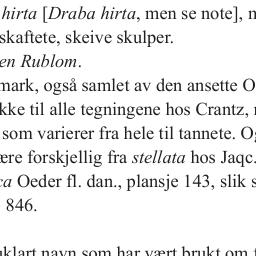 hirta [Draba hirta, men se note],
skaftete, skeive skulper.
en Rublom.
mark, også samlet av den ansette
kke til alle tegningene hos Crantz,
som varierer fra hele til tannete.
ære forskjellig fra stellata hos Jaqc.
ca Oeder fl. dan., plansje 143, slik
846.
uklart navn som har vært brukt om